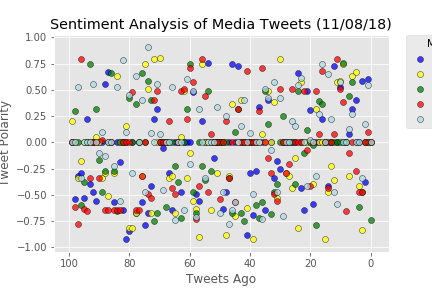 Sentiment Analysis of Media Tweets (11/08/18)
M
1.00
0.75
0.50
0.25
0.00
−0.25
−0.50
−0.75
−1.00
Tweet Polarity
100 80 60 40 20 0
Tweets Ago